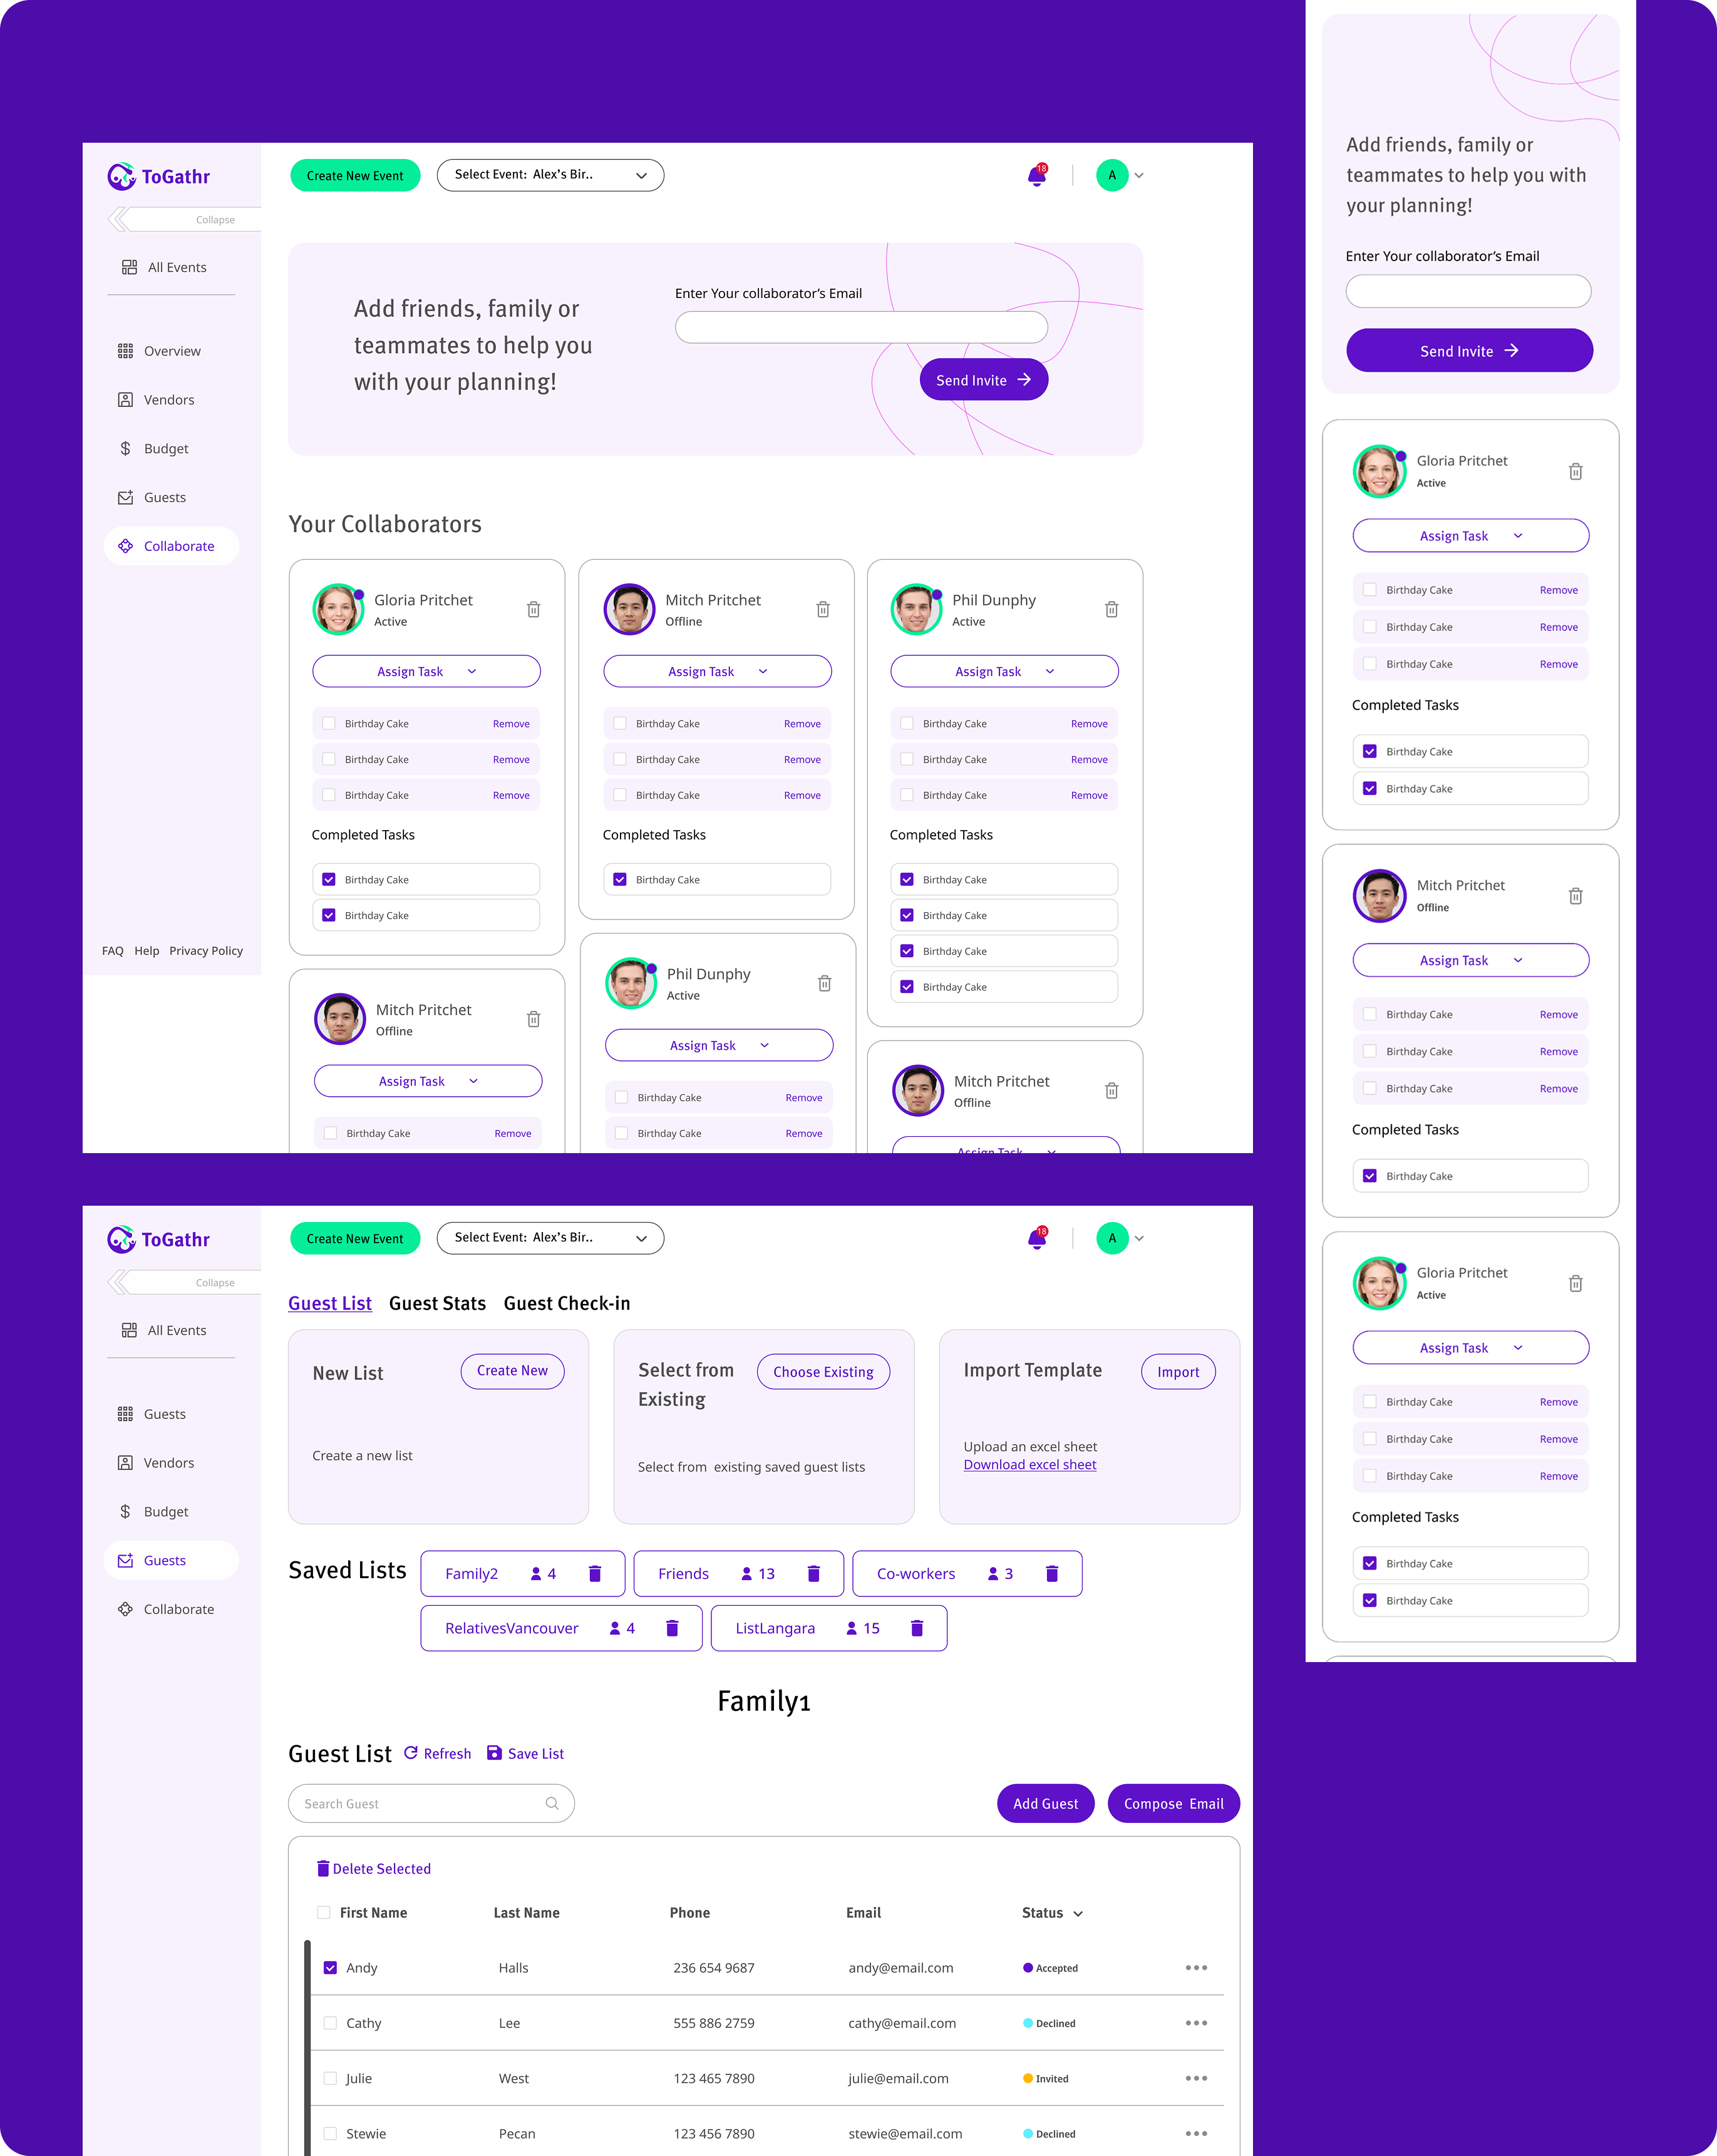 ToGathr
Create New Event
Select Event: Alex's Bir..
18
A
Collapse
All Events
Overview
Vendors
Budget
Guests
Collaborate
FAQ Help Privacy Policy
Add friends, family or
teammates to help you
with your planning!
Enter Your collaborator's Email
Send Invite
Your Collaborators
Gloria Pritchet
Active
Assign Task
Birthday Cake Remove
Birthday Cake Remove
Birthday Cake Remove
Completed Tasks
Birthday Cake
Birthday Cake
Mitch Pritchet
Offline
Assign Task
Birthday Cake Remove
Mitch Pritchet
Offline
Assign Task
Birthday Cake Remove
Birthday Cake Remove
Birthday Cake Remove
Completed Tasks
Birthday Cake
Phil Dunphy
Active
Assign Task
Birthday Cake Remove
Birthday Cake Remove
Phil Dunphy
Active
Assign Task
Birthday Cake Remove
Birthday Cake Remove
Birthday Cake Remove
Completed Tasks
Birthday Cake
Birthday Cake
Birthday Cake
Birthday Cake
Mitch Pritchet
Offline
Assign Task
Add friends, family or
teammates to help you with
your planning!
Enter Your collaborator's Email
Send Invite
Gloria Pritchet
Active
Assign Task
Birthday Cake Remove
Birthday Cake Remove
Birthday Cake Remove
Completed Tasks
Birthday Cake
Birthday Cake
Mitch Pritchet
Offline
Assign Task
Birthday Cake Remove
Birthday Cake Remove
Birthday Cake Remove
Completed Tasks
Birthday Cake
Gloria Pritchet
Active
Assign Task
Birthday Cake Remove
Birthday Cake Remove
Birthday Cake Remove
Completed Tasks
Birthday Cake
Birthday Cake
ToGathr
Create New Event
Select Event: Alex's Bir..
18
A
Collapse
All Events
Guests
Vendors
Budget
Guests
Collaborate
Guest List Guest Stats Guest Check-in
New List
Create New
Create a new list
Select from
Existing
Choose Existing
Select from existing saved guest lists
Import Template
Import
Upload an excel sheet
Download excel sheet
Saved Lists
Family2 4
Friends 13
Co-workers 3
RelativesVancouver 4
ListLangara 15
Family1
Guest List Refresh Save List
Search Guest
Add Guest
Compose Email
Delete Selected
First Name Last Name Phone Email Status
Andy Halls 236 654 9687 andy@email.com Accepted
Cathy Lee 555 886 2759 cathy@email.com Declined
Julie West 123 465 7890 julie@email.com Invited
Stewie Pecan 123 456 7890 stewie@email.com Declined